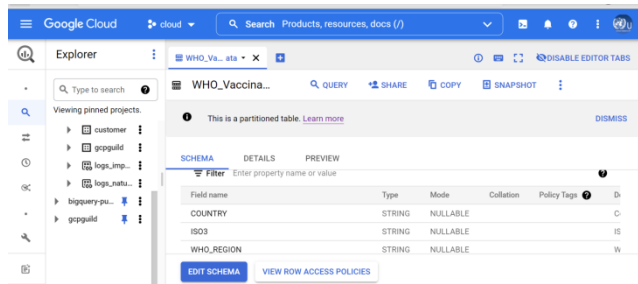 Google Cloud
cloud
Search Products, resources, docs (/)
Explorer
WHO_Va... ata
DISABLE EDITOR TABS
Type to search
WHO_Vaccina...
QUERY
SHARE
COPY
SNAPSHOT
Viewing pinned projects.
This is a partitioned table. Learn more
DISMISS
customer
gcpguild
logs_imp...
logs_natu...
bigquery-pu...
gcpguild
SCHEMA DETAILS PREVIEW
Filter Enter property name or value
Field name Type Mode Collation Policy Tags
COUNTRY STRING NULLABLE
ISO3 STRING NULLABLE
WHO_REGION STRING NULLABLE
EDIT SCHEMA
VIEW ROW ACCESS POLICIES